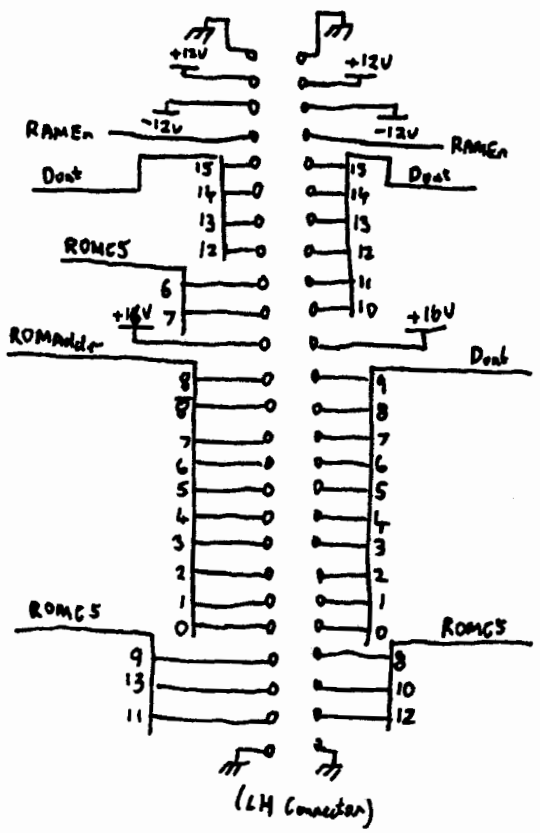 +12V +12V
-12V -12V
RAMEn RAMEn
Dout 15 15 Dout
14 14
13 13
12 12
ROMCS
6 11
7 10
+16V +16V
ROMAddr Dout
8 9
8 8
7 7
6 6
5 5
4 4
3 3
2 2
1 1
0 0
ROMCS ROMCS
9 8
13 10
11 12
(LH Connector)